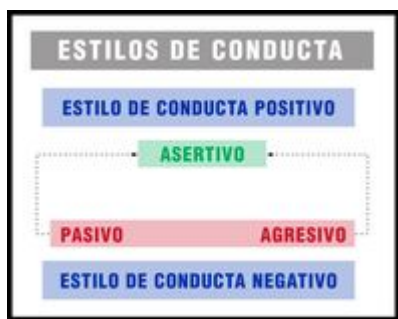 ESTILOS DE CONDUCTA
ESTILO DE CONDUCTA POSITIVO
ASERTIVO
PASIVO AGRESIVO
ESTILO DE CONDUCTA NEGATIVO